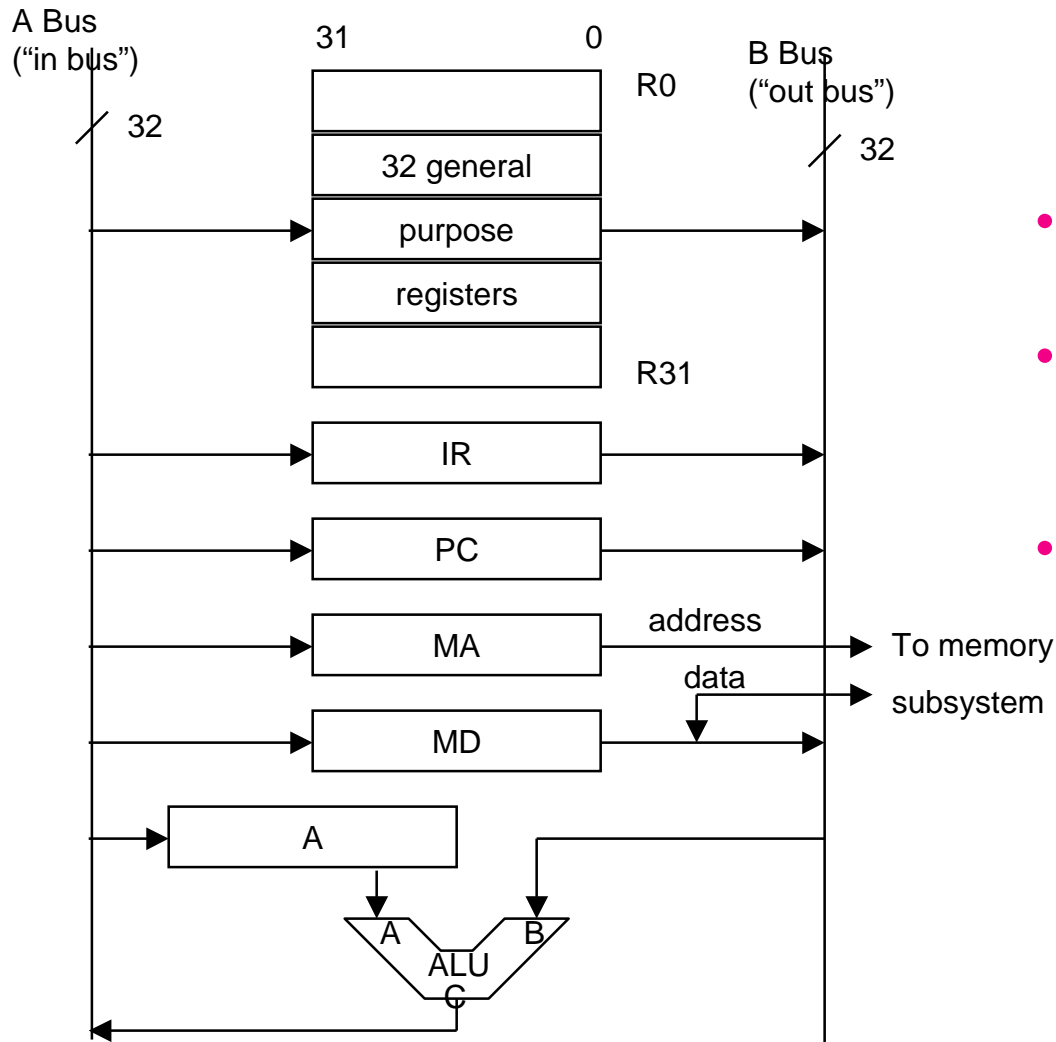 A Bus
(“in bus”)
31
0
B Bus
(“out bus”)
R0
32
32
32 general
purpose
registers
R31
IR
PC
address
MA
To memory
data
subsystem
MD
A
A
B
ALU
C